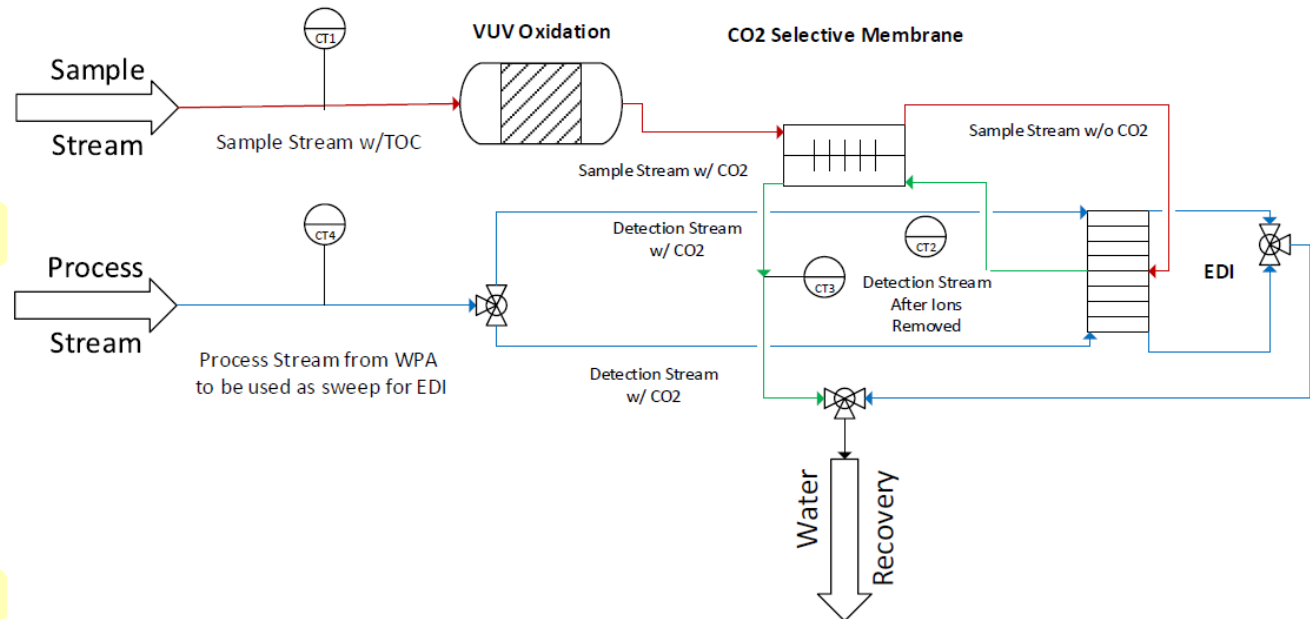 CT1
VUV Oxidation
CO2 Selective Membrane
Sample
Stream
Sample Stream w/TOC
Sample Stream w/ CO2
Sample Stream w/o CO2
CT4
Process
Stream
Process Stream from WPA
to be used as sweep for EDI
Detection Stream
w/ CO2
CT2
CT3
Detection Stream
After Ions
Removed
EDI
Detection Stream
w/ CO2
Water
Recovery